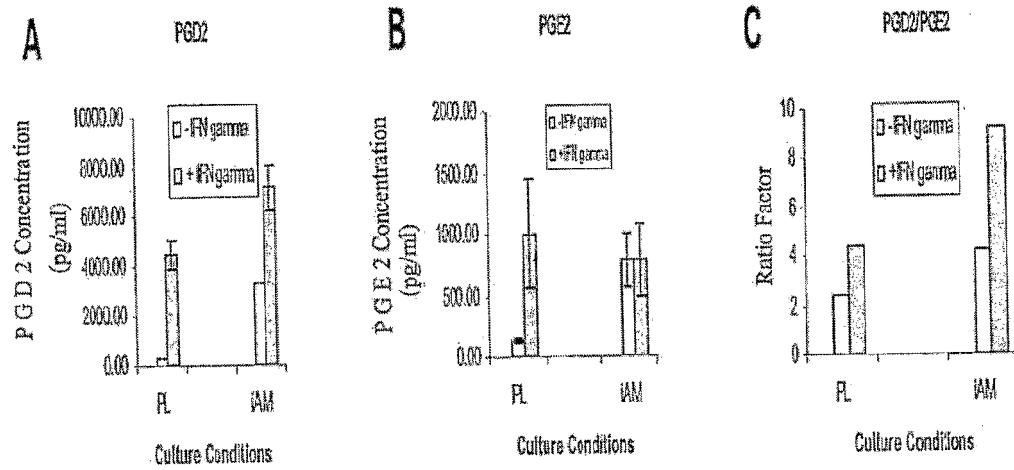 A
PGD2
PGD2 Concentration
(pg/ml)
10000.00
8000.00
6000.00
4000.00
2000.00
0.00
-IFN gamma
+IFN gamma
PL
IAM
Culture Conditions
B
PGE2
PGE2 Concentration
(pg/ml)
2000.00
1500.00
1000.00
500.00
0.00
-IFN gamma
+IFN gamma
PL
IAM
Culture Conditions
C
PGD2/PGE2
Ratio Factor
10
8
6
4
2
0
-IFN gamma
+IFN gamma
PL
IAM
Culture Conditions